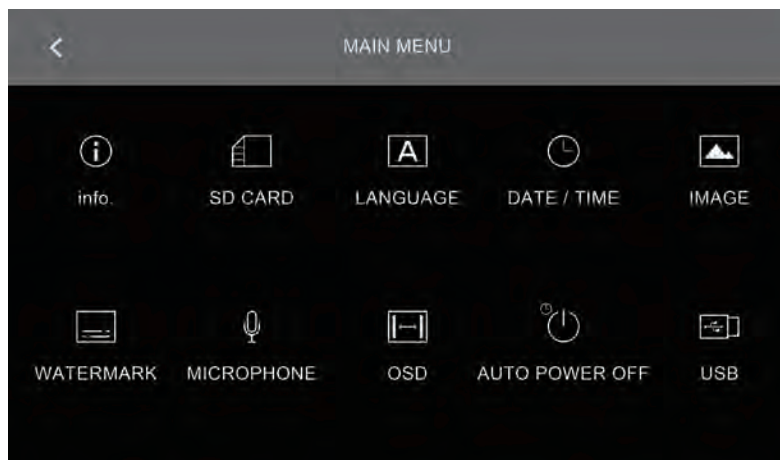 MAIN MENU
info. SD CARD LANGUAGE DATE / TIME IMAGE
WATERMARK MICROPHONE OSD AUTO POWER OFF USB